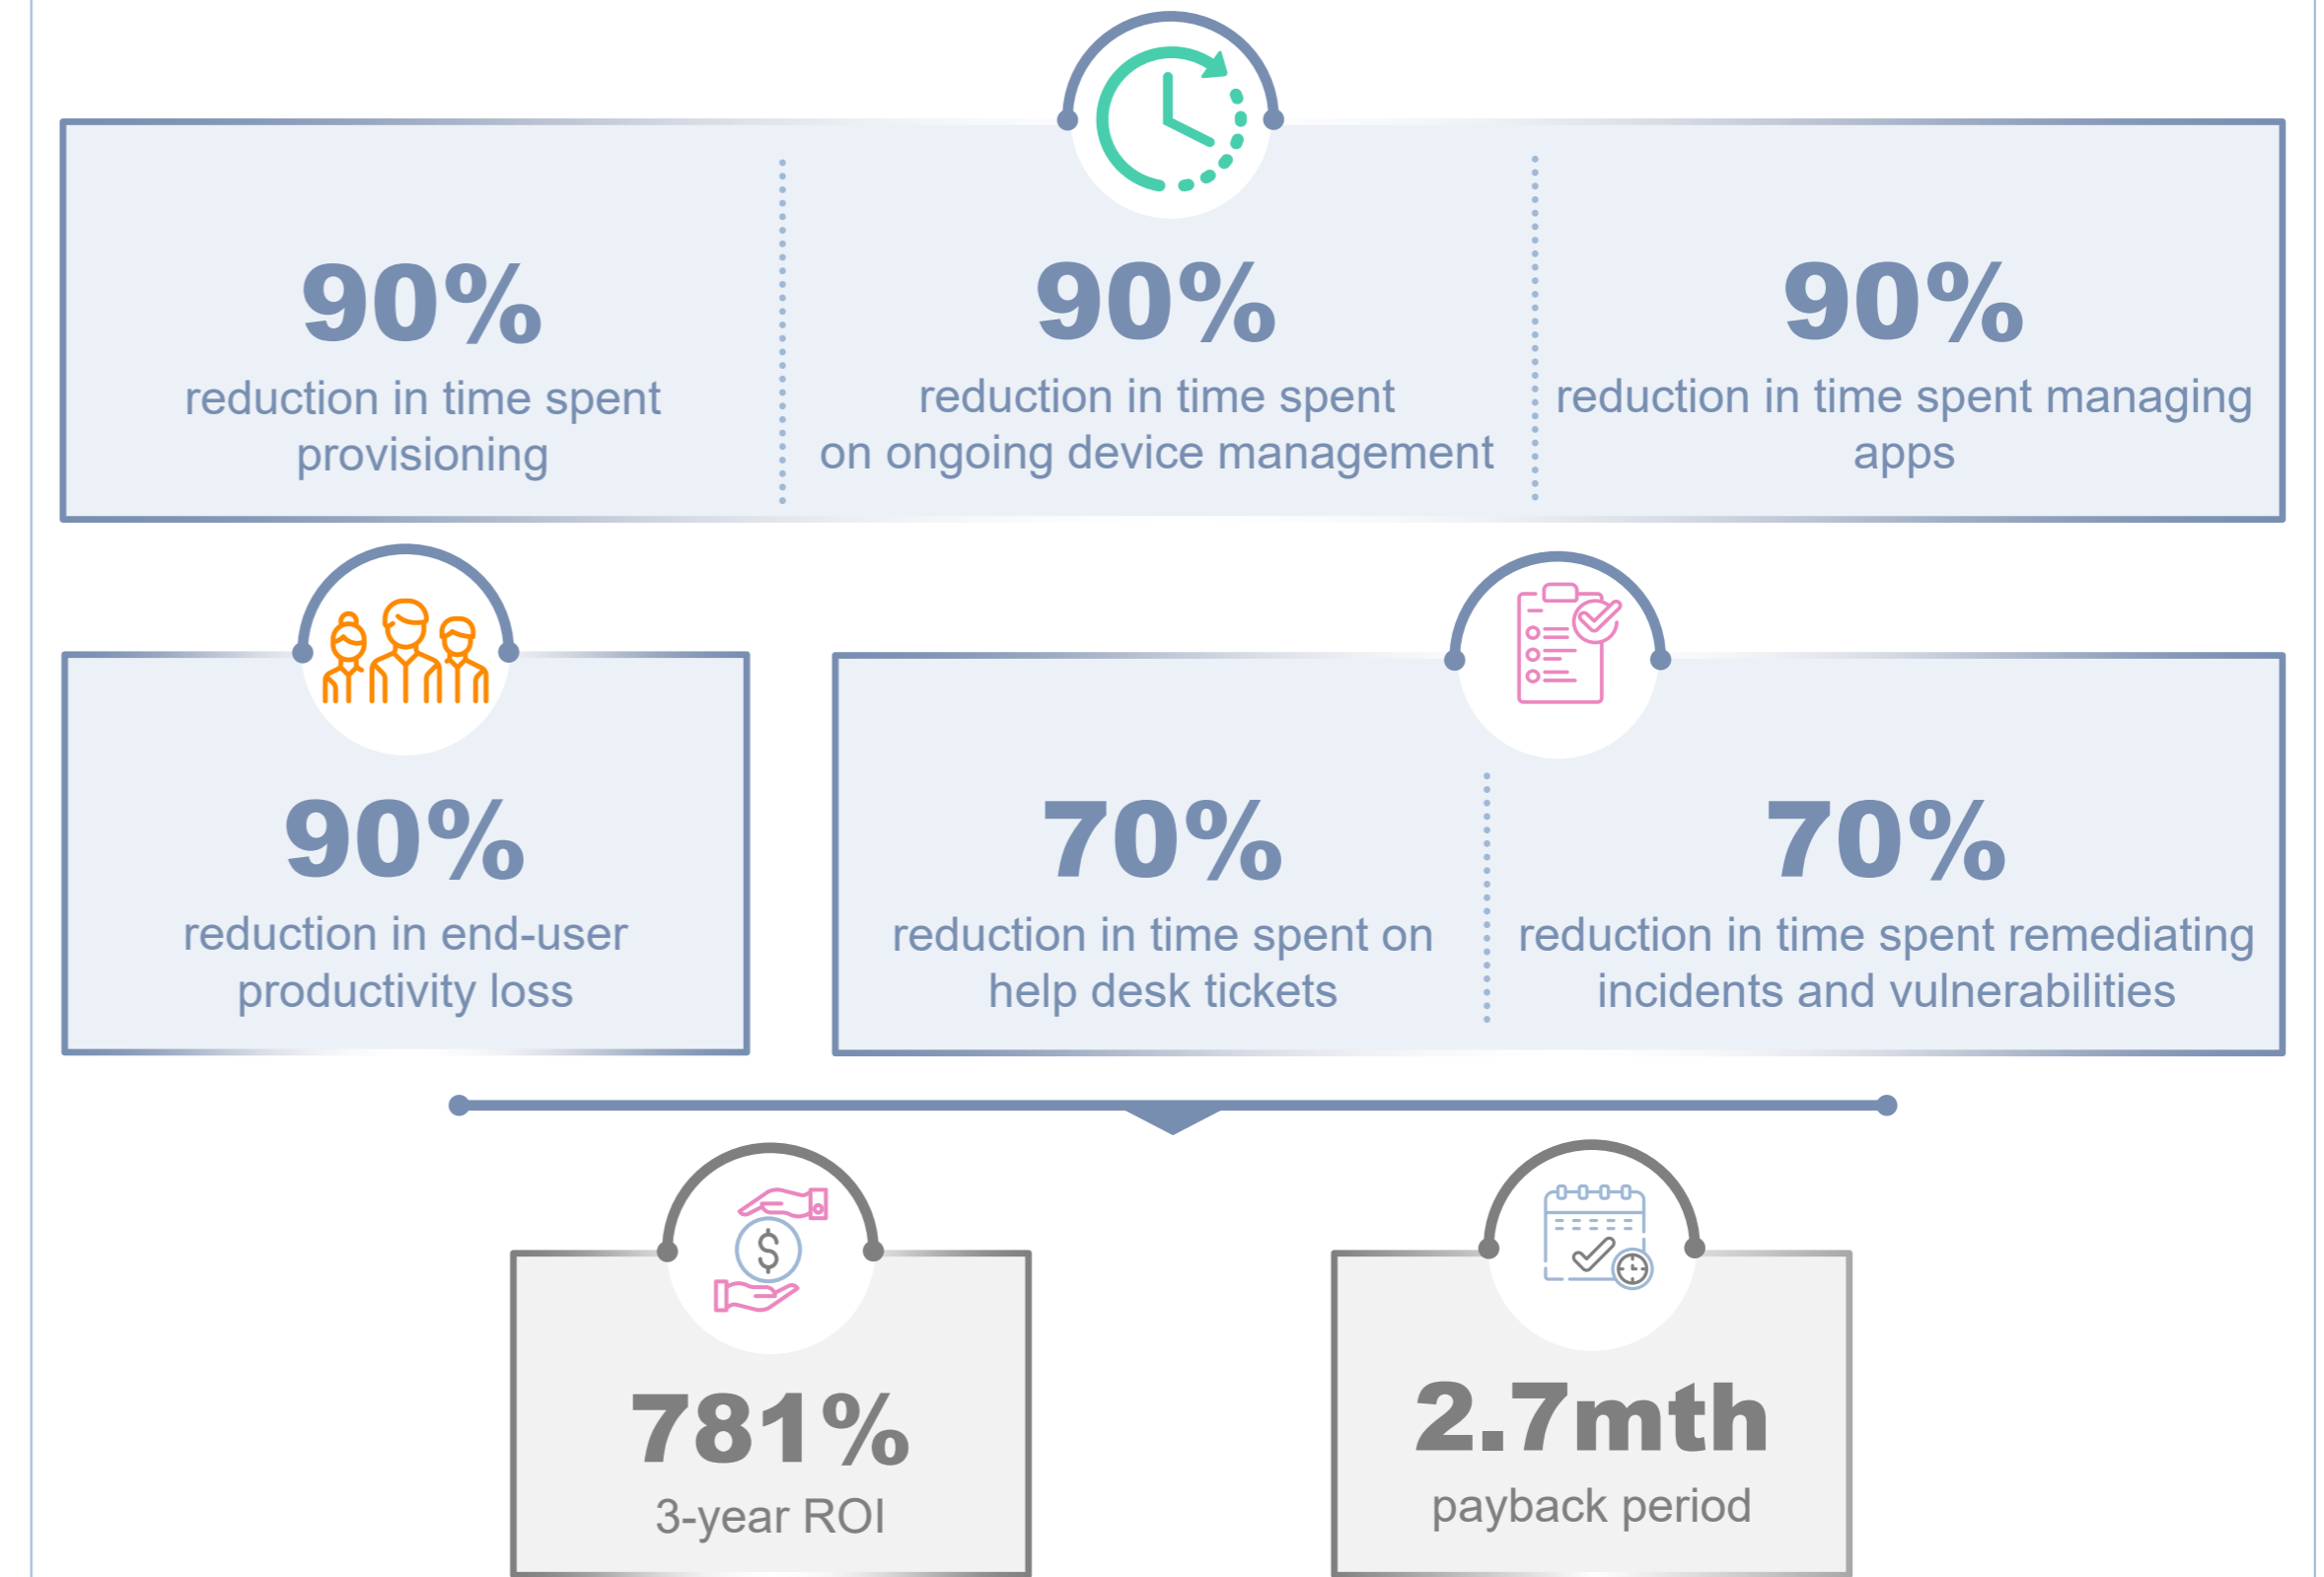 90%
reduction in time spent
provisioning
90%
reduction in time spent
on ongoing device management
90%
reduction in time spent managing
apps
90%
reduction in end-user
productivity loss
70%
reduction in time spent on
help desk tickets
70%
reduction in time spent remediating
incidents and vulnerabilities
$
781%
3-year ROI
2.7mth
payback period